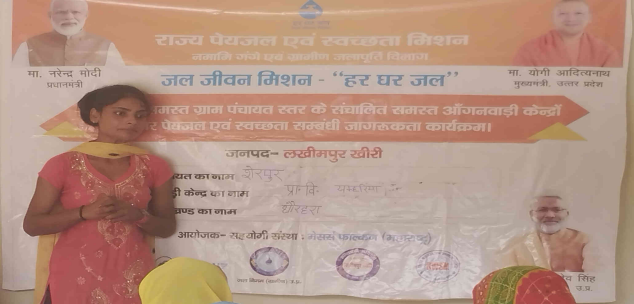 राज्य पेयजल एवं स्वच्छता मिशन
नमामि गंगे एवं ग्रामीण जलापूर्ति विभाग
मा. नरेन्द्र मोदी
प्रधानमंत्री
मा. योगी आदित्यनाथ
मुख्यमंत्री, उत्तर प्रदेश
जल जीवन मिशन - "हर घर जल"
समस्त ग्राम पंचायत स्तर के संचालित समस्त आँगनवाड़ी केन्द्रों
पेयजल एवं स्वच्छता सम्बंधी जागरूकता कार्यक्रम।
जनपद- लखीमपुर खीरी
का नाम शेरपुर
केन्द्र का नाम प्रा० वि
का नाम धौरहरा
आयोजक- सहयोगी संस्था : मेसर्स
सिंह
उ.प्र.